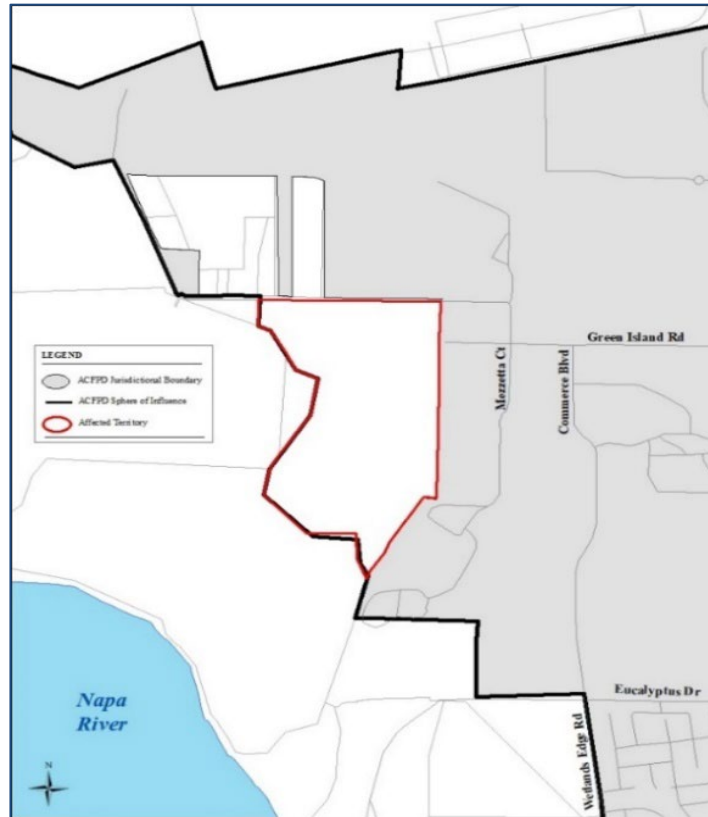 Green Island Rd
Mezzetta Ct
Commerce Blvd
LEGEND
ACFPD Jurisdictional Boundary
ACFPD Sphere of Influence
Affected Territory
Eucalyptus Dr
Napa
River
Wetlands Edge Rd
N